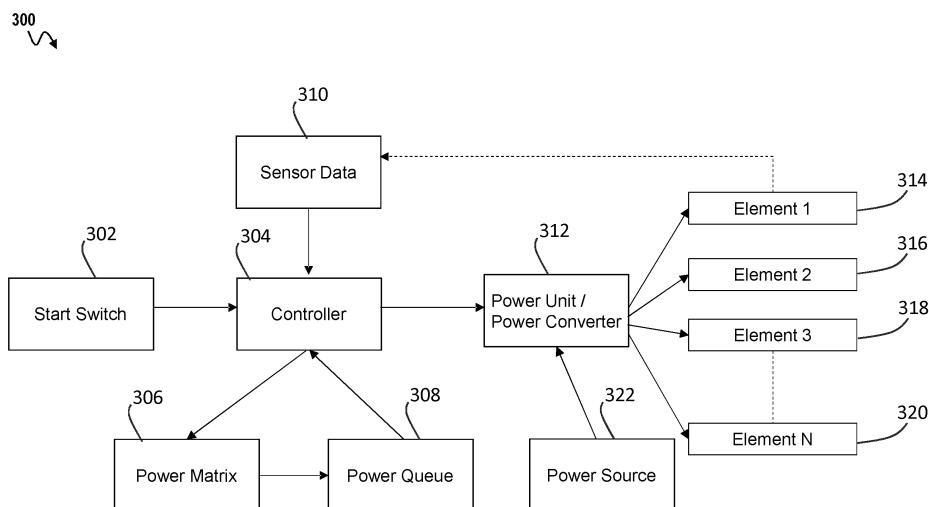 300
310
Sensor Data
302
304
312
314
Start Switch
Controller
Power Unit /
Power Converter
Element 1
316
Element 2
318
Element 3
306
308
322
320
Power Matrix
Power Queue
Power Source
Element N